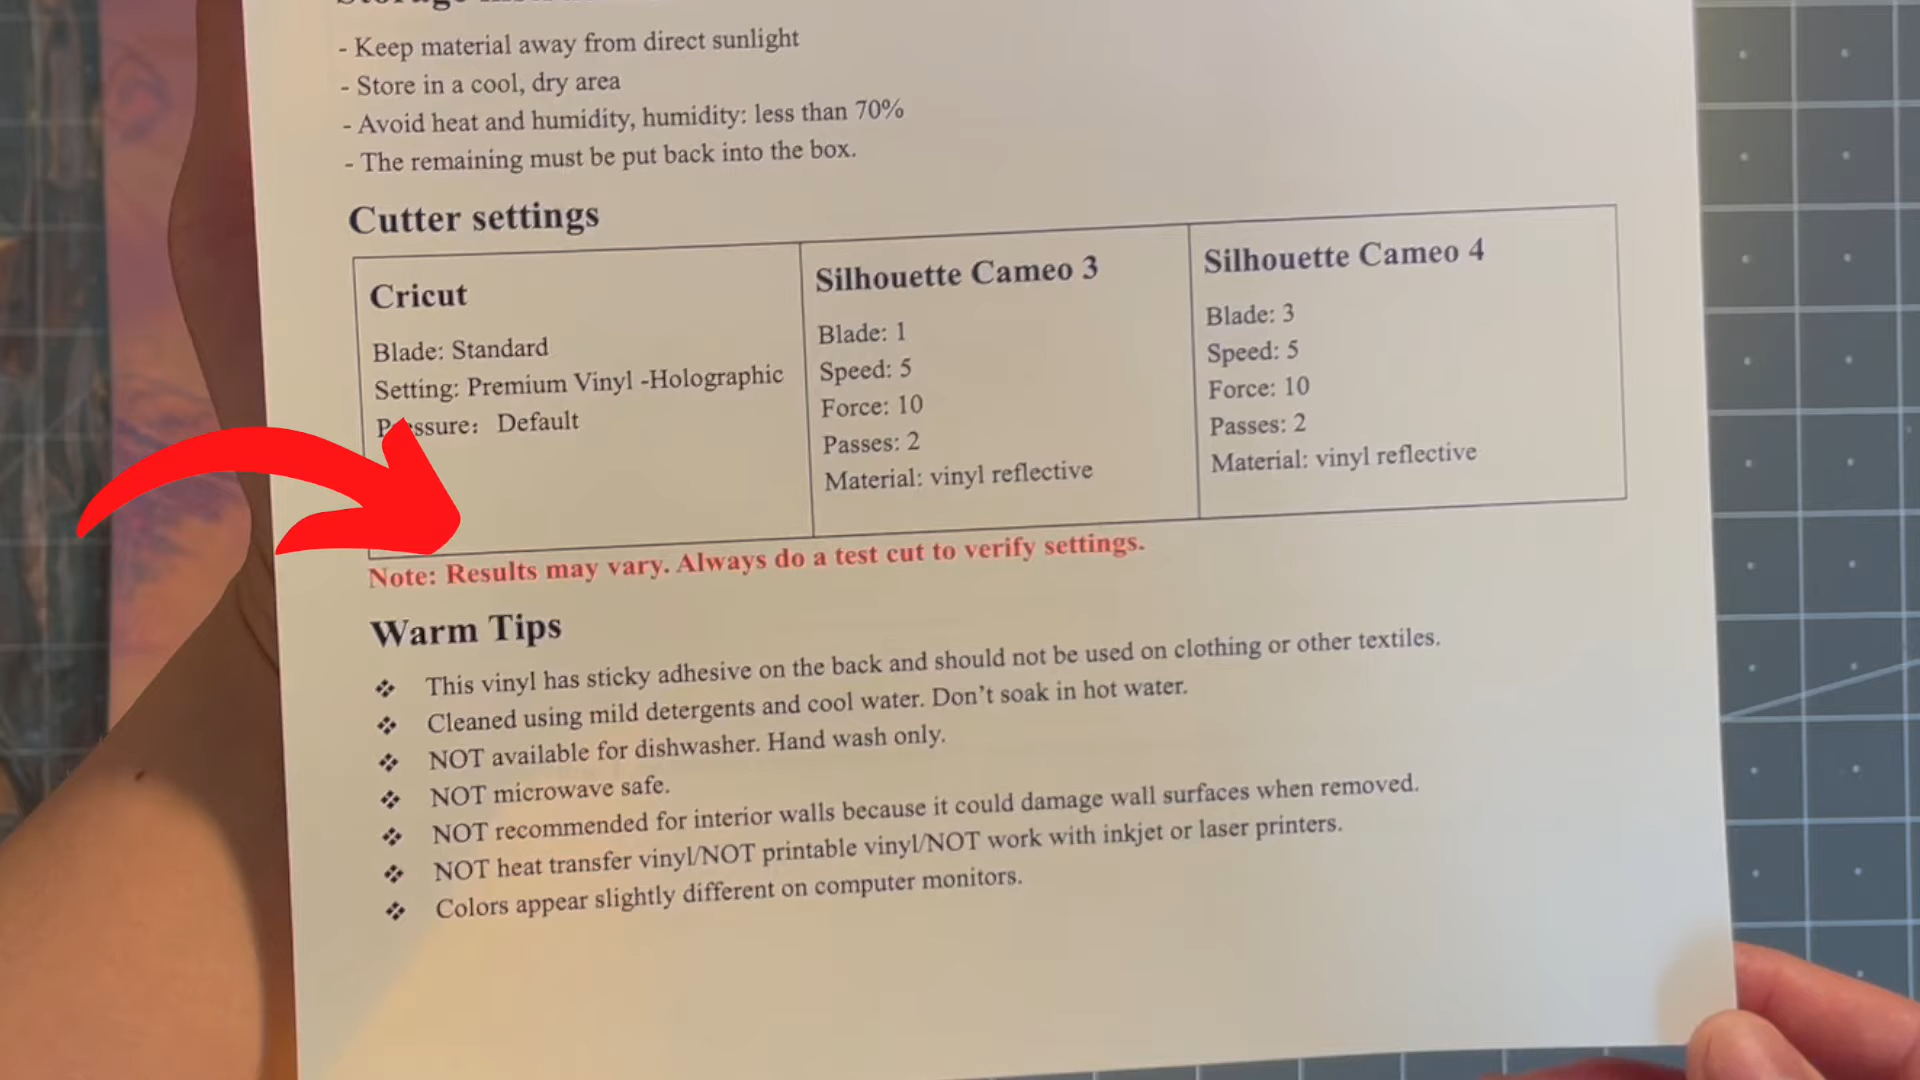 - Keep material away from direct sunlight
- Store in a cool, dry area
- Avoid heat and humidity, humidity: less than 70%
- The remaining must be put back into the box.
Cutter settings
Cricut
Blade: Standard
Setting: Premium Vinyl -Holographic
Default
Silhouette Cameo 3
Blade: 1
Speed: 5
Force: 10
Passes: 2
Material: vinyl reflective
Silhouette Cameo 4
Blade: 3
Speed: 5
Force: 10
Passes: 2
Material: vinyl reflective
Note: Results may vary. Always do a test cut to verify settings.
Warm Tips
❖ This vinyl has sticky adhesive on the back and should not be used on clothing or other textiles.
❖ Cleaned using mild detergents and cool water. Don't soak in hot water.
❖ NOT available for dishwasher. Hand wash only.
❖ NOT microwave safe.
❖ NOT recommended for interior walls because it could damage wall surfaces when removed.
❖ NOT heat transfer vinyl/NOT printable vinyl/NOT work with inkjet or laser printers.
❖ Colors appear slightly different on computer monitors.